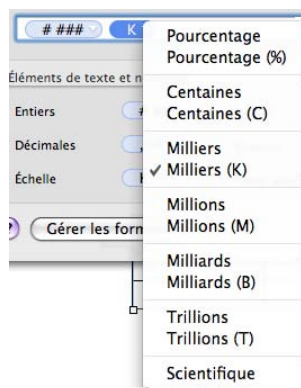 # ### K
Éléments de texte et n
Entiers #
Décimales ,
Échelle
? Gérer les form
Pourcentage
Pourcentage (%)
Centaines
Centaines (C)
Milliers
✓ Milliers (K)
Millions
Millions (M)
Milliards
Milliards (B)
Trillions
Trillions (T)
Scientifique